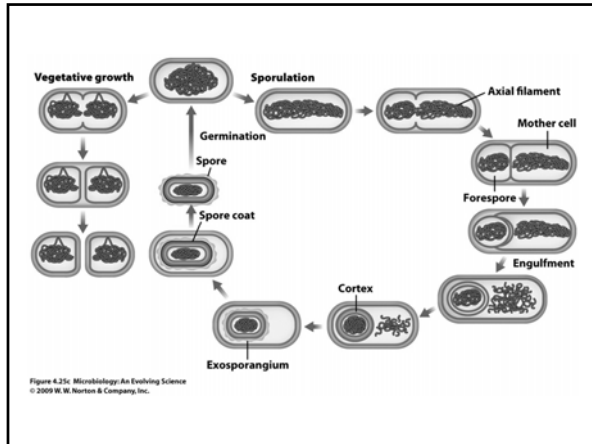 Vegetative growth
Sporulation
Axial filament
Mother cell
Germination
Spore
Forespore
Spore coat
Engulfment
Cortex
Exosporangium
Figure 4.25c Microbiology: An Evolving Science
© 2009 W. W. Norton & Company, Inc.